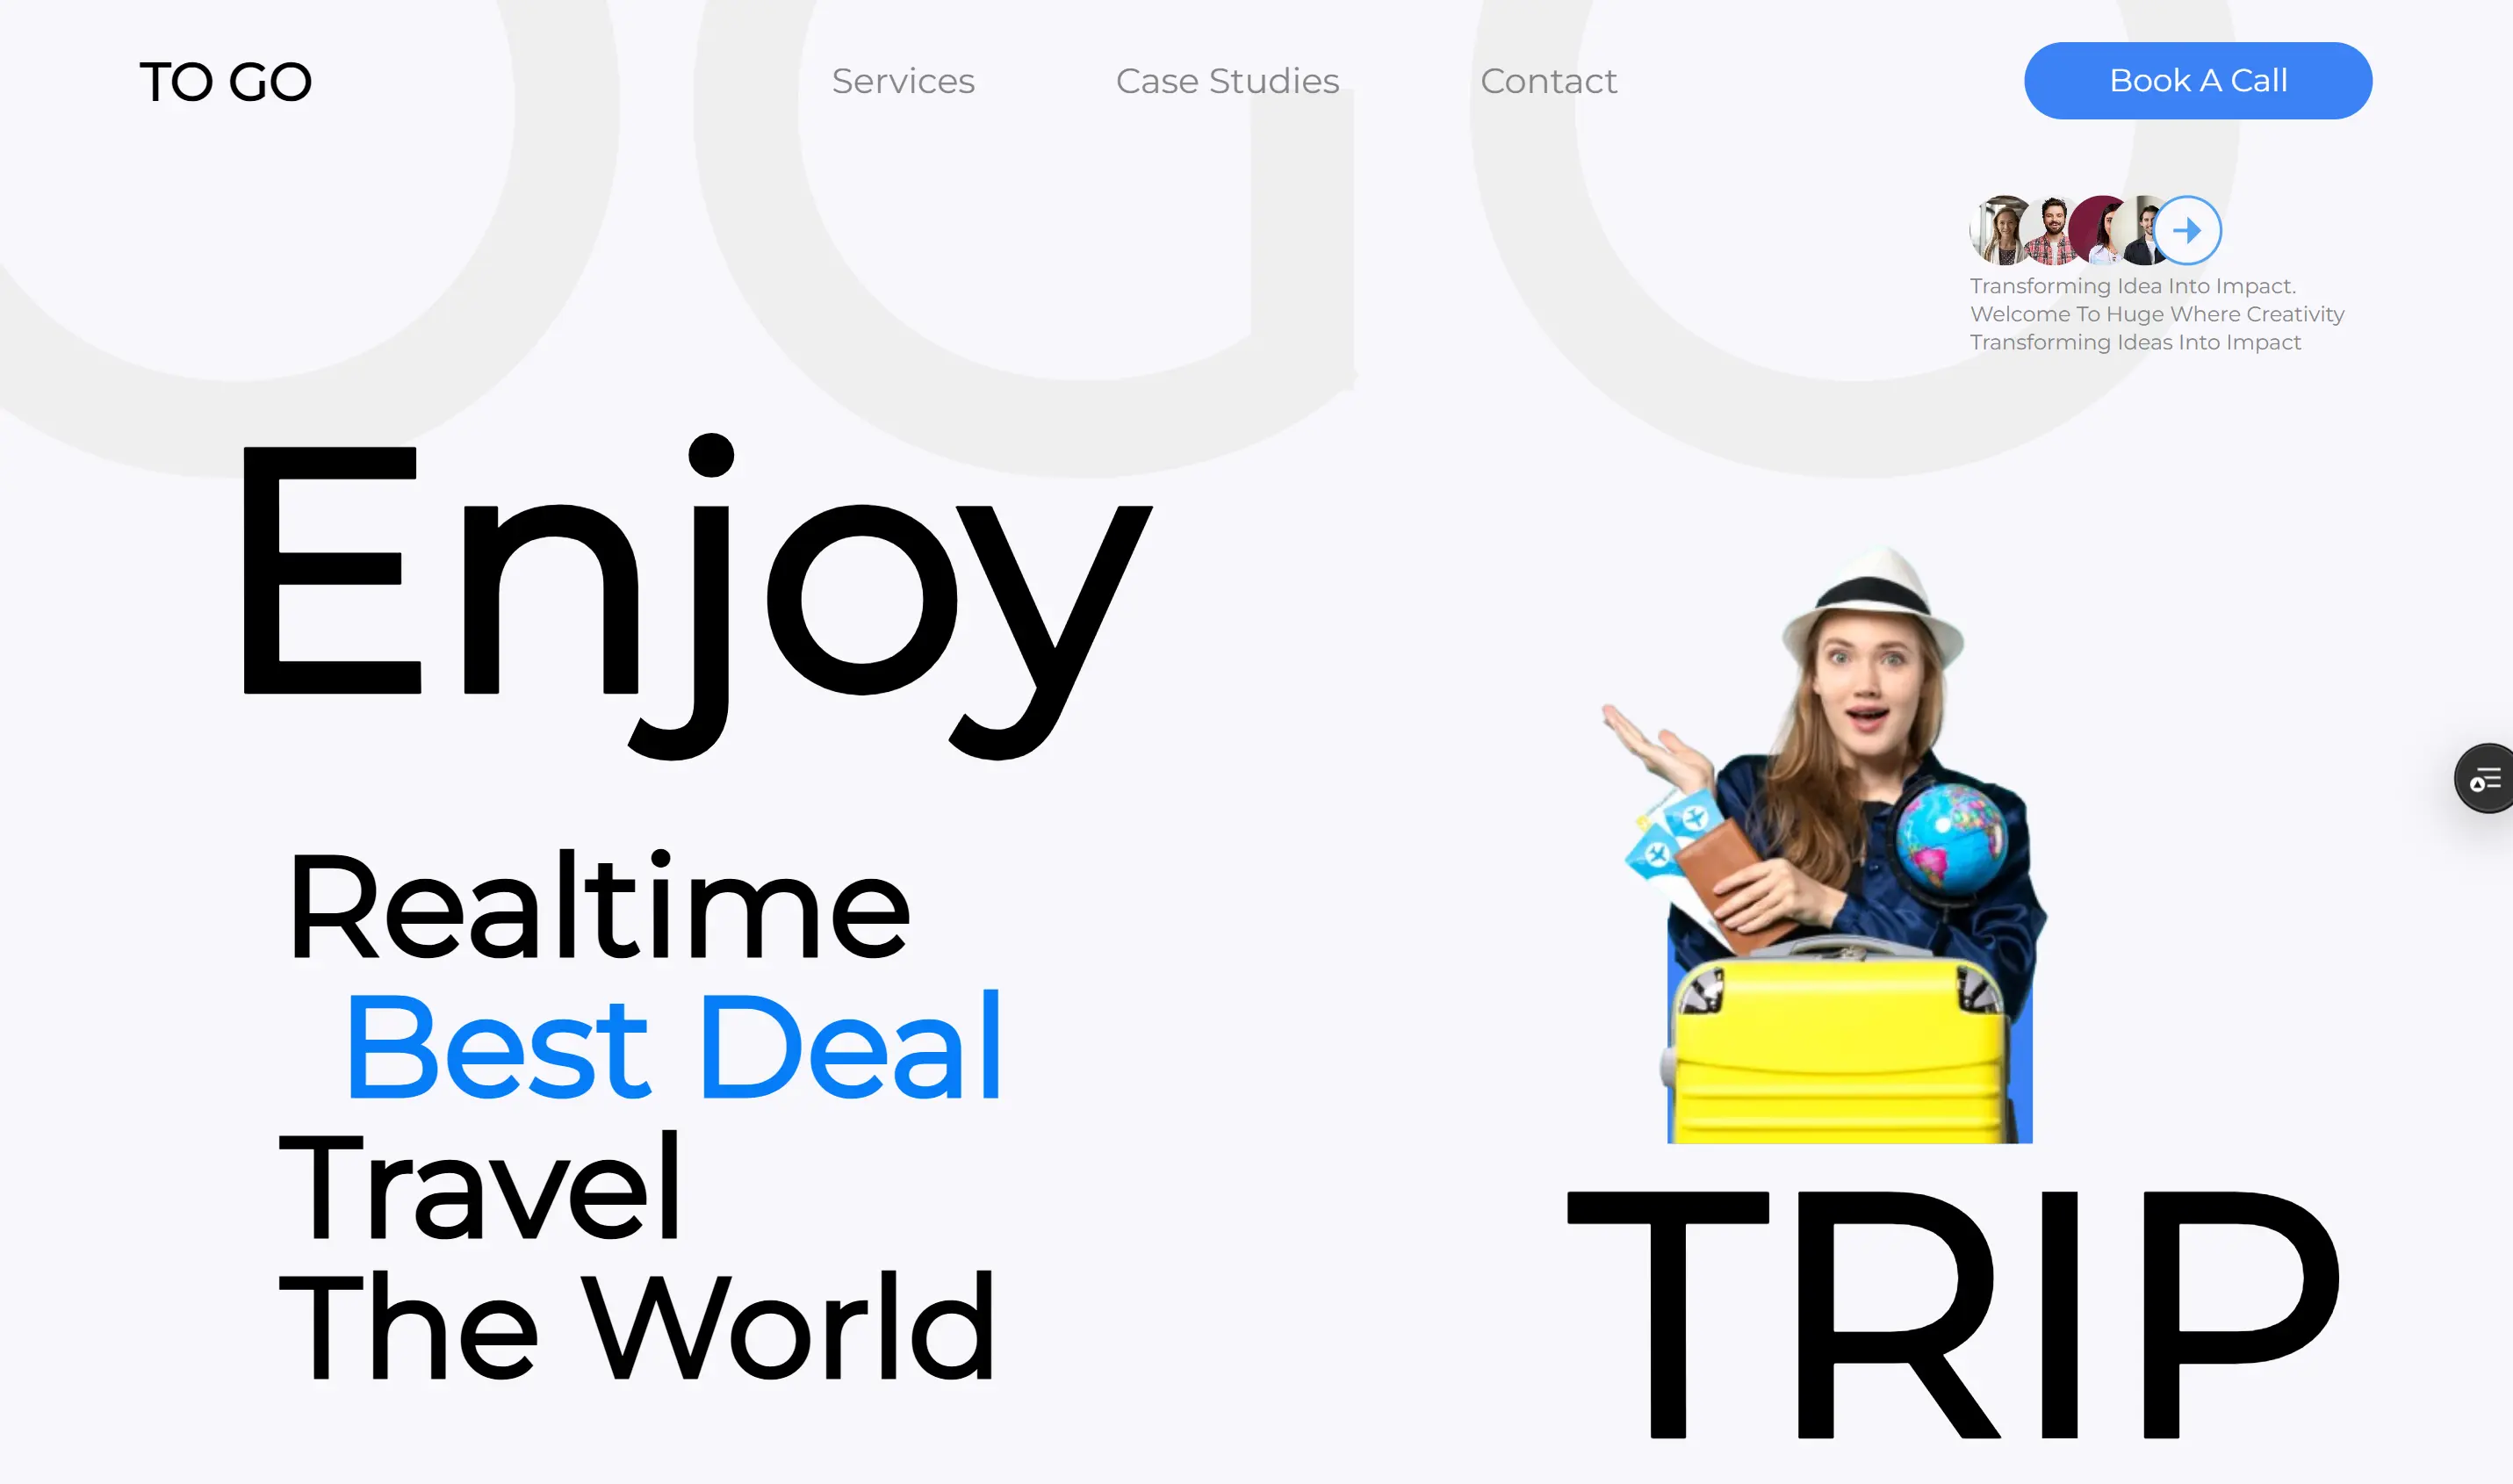 TO GO
Services
Case Studies
Contact
Book A Call
OGO
Transforming Idea Into Impact.
Welcome To Huge Where Creativity
Transforming Ideas Into Impact
Enjoy
Realtime
Best Deal
Travel
The World
TRIP